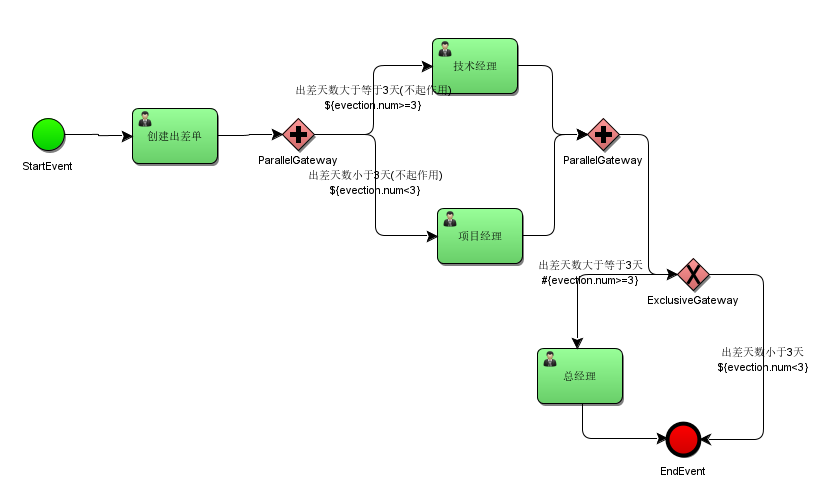 技术经理
出差天数大于等于3天(不起作用)
${evection.num>=3}
创建出差单
StartEvent
ParallelGateway
ParallelGateway
出差天数小于3天(不起作用)
${evection.num<3}
项目经理
出差天数大于等于3天
#{evection.num>=3}
ExclusiveGateway
出差天数小于3天
${evection.num<3}
总经理
EndEvent